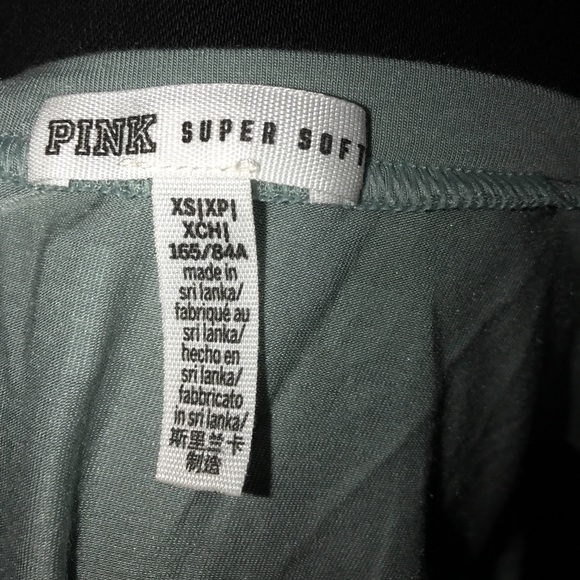 PINK SUPER SOFT
XS|XP|
XCH|
165/84A
made in
sri lanka/
fabriqué au
sri lanka/
hecho en
sri lanka/
fabbricato
in sri lanka/
斯里兰卡
制造